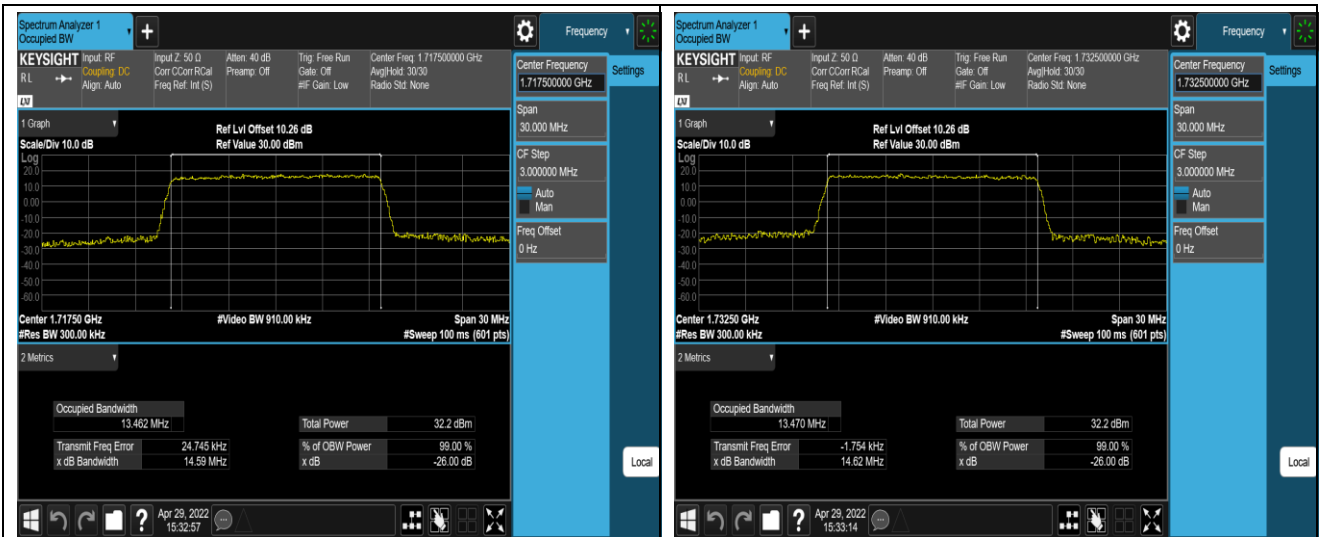 Spectrum Analyzer 1
Occupied BW
+
Frequency
KEYSIGHT Input: RF Input Z: 50 Ω Atten: 40 dB Trig: Free Run Center Freq: 1.717500000 GHz
RL Coupling: DC Corr CCorr RCal Preamp: Off Gate: Off Avg|Hold: 30/30
Align: Auto Freq Ref: Int (S) #IF Gain: Low Radio Std: None
LXI
Center Frequency
1.717500000 GHz
Settings
Span
30.000 MHz
CF Step
3.000000 MHz
Auto
Man
Freq Offset
0 Hz
Local
1 Graph
Ref Lvl Offset 10.26 dB
Scale/Div 10.0 dB Ref Value 30.00 dBm
Log
20.0
10.0
0.00
-10.0
-20.0
-30.0
-40.0
-50.0
-60.0
Center 1.71750 GHz #Video BW 910.00 kHz Span 30 MHz
#Res BW 300.00 kHz #Sweep 100 ms (601 pts)
2 Metrics
Occupied Bandwidth
13.462 MHz Total Power 32.2 dBm
Transmit Freq Error 24.745 kHz % of OBW Power 99.00 %
x dB Bandwidth 14.59 MHz x dB -26.00 dB
? Apr 29, 2022
15:32:57
Spectrum Analyzer 1
Occupied BW
+
Frequency
KEYSIGHT Input: RF Input Z: 50 Ω Atten: 40 dB Trig: Free Run Center Freq: 1.732500000 GHz
RL Coupling: DC Corr CCorr RCal Preamp: Off Gate: Off Avg|Hold: 30/30
Align: Auto Freq Ref: Int (S) #IF Gain: Low Radio Std: None
LXI
Center Frequency
1.732500000 GHz
Settings
Span
30.000 MHz
CF Step
3.000000 MHz
Auto
Man
Freq Offset
0 Hz
Local
1 Graph
Ref Lvl Offset 10.26 dB
Scale/Div 10.0 dB Ref Value 30.00 dBm
Log
20.0
10.0
0.00
-10.0
-20.0
-30.0
-40.0
-50.0
-60.0
Center 1.73250 GHz #Video BW 910.00 kHz Span 30 MHz
#Res BW 300.00 kHz #Sweep 100 ms (601 pts)
2 Metrics
Occupied Bandwidth
13.470 MHz Total Power 32.2 dBm
Transmit Freq Error -1.754 kHz % of OBW Power 99.00 %
x dB Bandwidth 14.62 MHz x dB -26.00 dB
? Apr 29, 2022
15:33:14